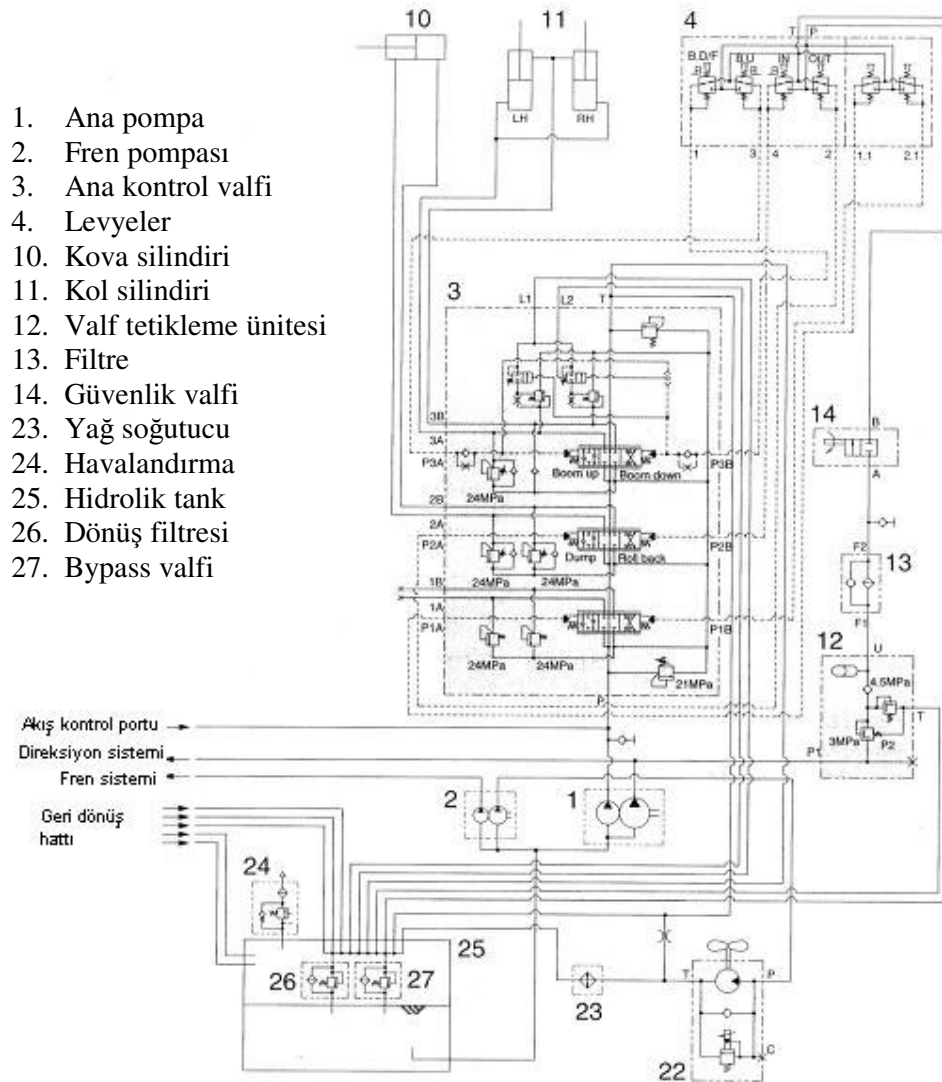 1. Ana pompa
2. Fren pompası
3. Ana kontrol valfi
4. Levyeler
10. Kova silindiri
11. Kol silindiri
12. Valf tetikleme ünitesi
13. Filtre
14. Güvenlik valfi
23. Yağ soğutucu
24. Havalandırma
25. Hidrolik tank
26. Dönüş filtresi
27. Bypass valfi
10
11
4
T P
B.D/F B.U IN OUT
B B B
LH RH
1 3 4 2 1.1 2.1
3
L1 L2 T
3B
3A
P3A
Boom up Boom down
P3B
24MPa
2B
2A
P2A
Dump Roll back
P2B
24MPa 24MPa
1B
1A
P1A
P1B
24MPa 24MPa
21MPa
P
14
B
A
F2
13
F1
U
12
4.5MPa
T
3MPa
P2
P1
Akış kontrol portu
Direksiyon sistemi
Fren sistemi
Geri dönüş
hattı
2
1
24
25
26
27
23
T P
C
22